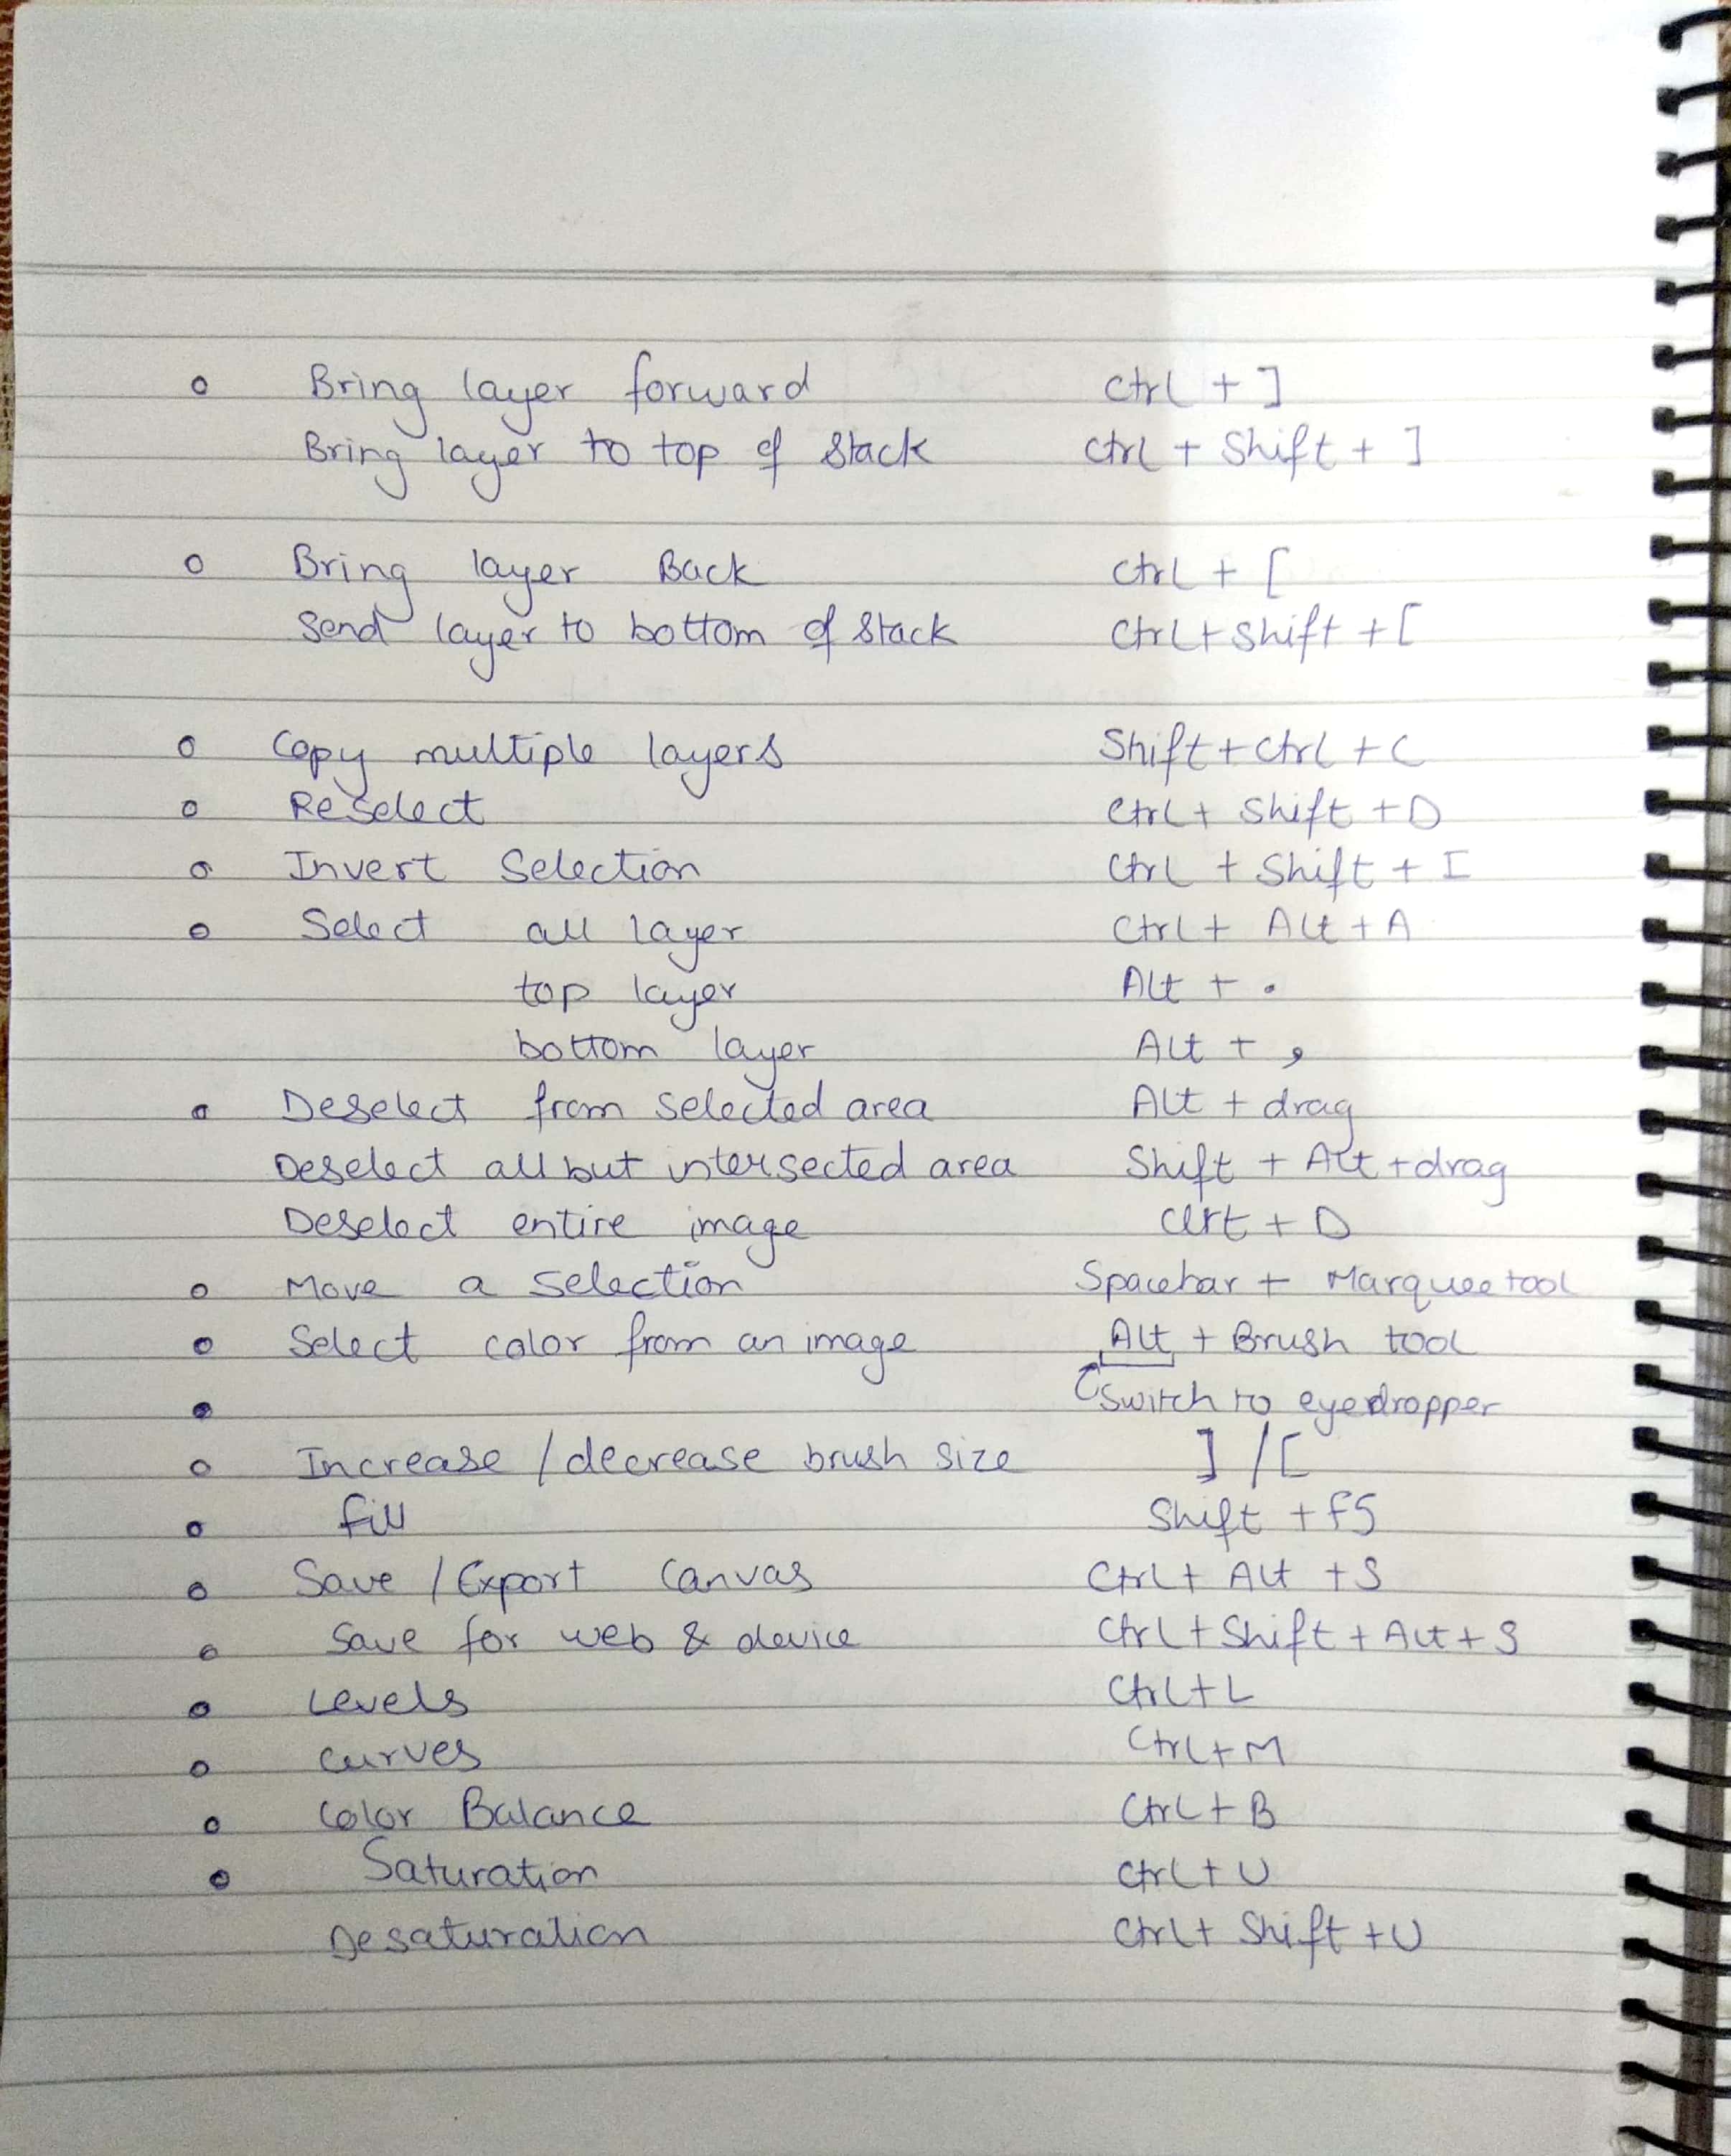 Bring layer forward Ctrl + ]
Bring layer to top of Stack Ctrl + Shift + ]
Bring layer Back Ctrl + [
Send layer to bottom of Stack Ctrl + Shift + [
Copy multiple layers Shift + Ctrl + C
Reselect Ctrl + Shift + D
Invert Selection Ctrl + Shift + I
Select all layer Ctrl + Alt + A
top layer Alt + .
bottom layer Alt + ,
Deselect from selected area Alt + drag
Deselect all but intersected area Shift + Alt + drag
Deselect entire image + D
Move a selection Spacebar + Marquee tool
Select color from an image Alt + Brush tool
Switch to eyedropper
Increase / decrease brush size ] / [
fill Shift + F5
Save / Export Canvas Ctrl + Alt + S
Save for web & device Ctrl + Shift + Alt + S
Levels Ctrl + L
Curves Ctrl + M
Color Balance Ctrl + B
Saturation Ctrl + U
Desaturation Ctrl + Shift + U